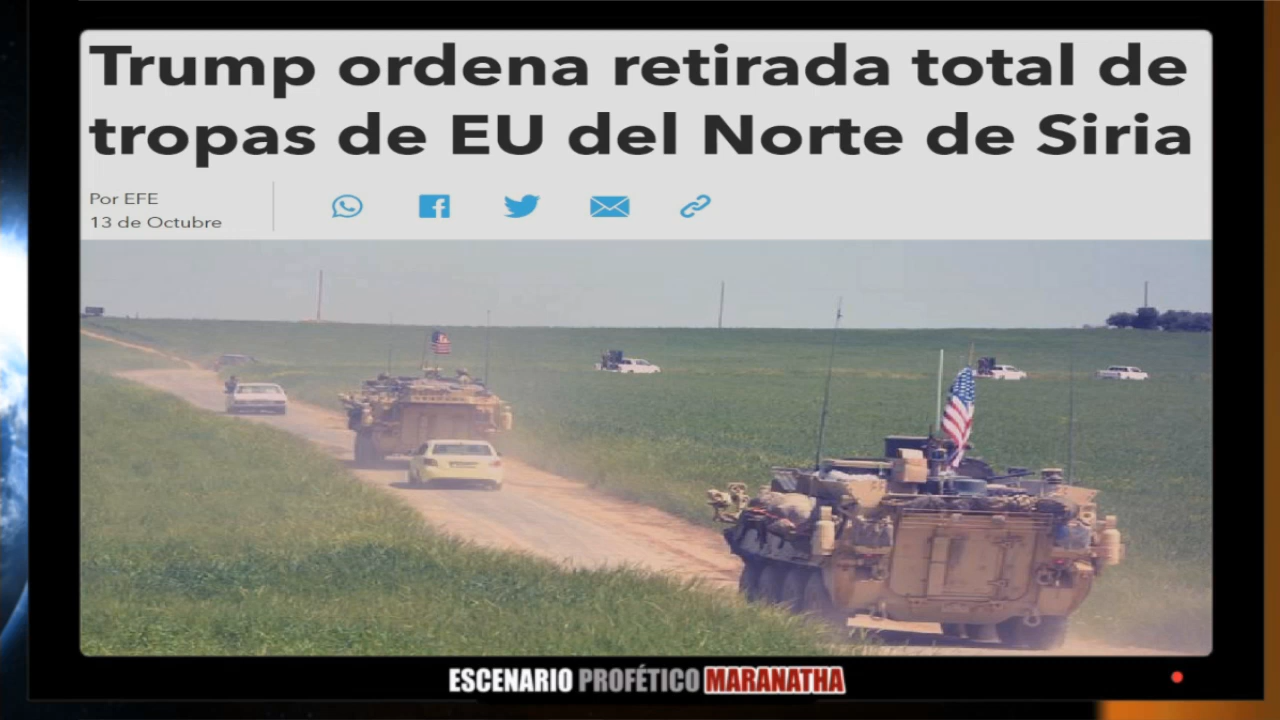 Trump ordena retirada total de
tropas de EU del Norte de Siria
Por EFE
13 de Octubre
ESCENARIO PROFÉTICO MARANATHA